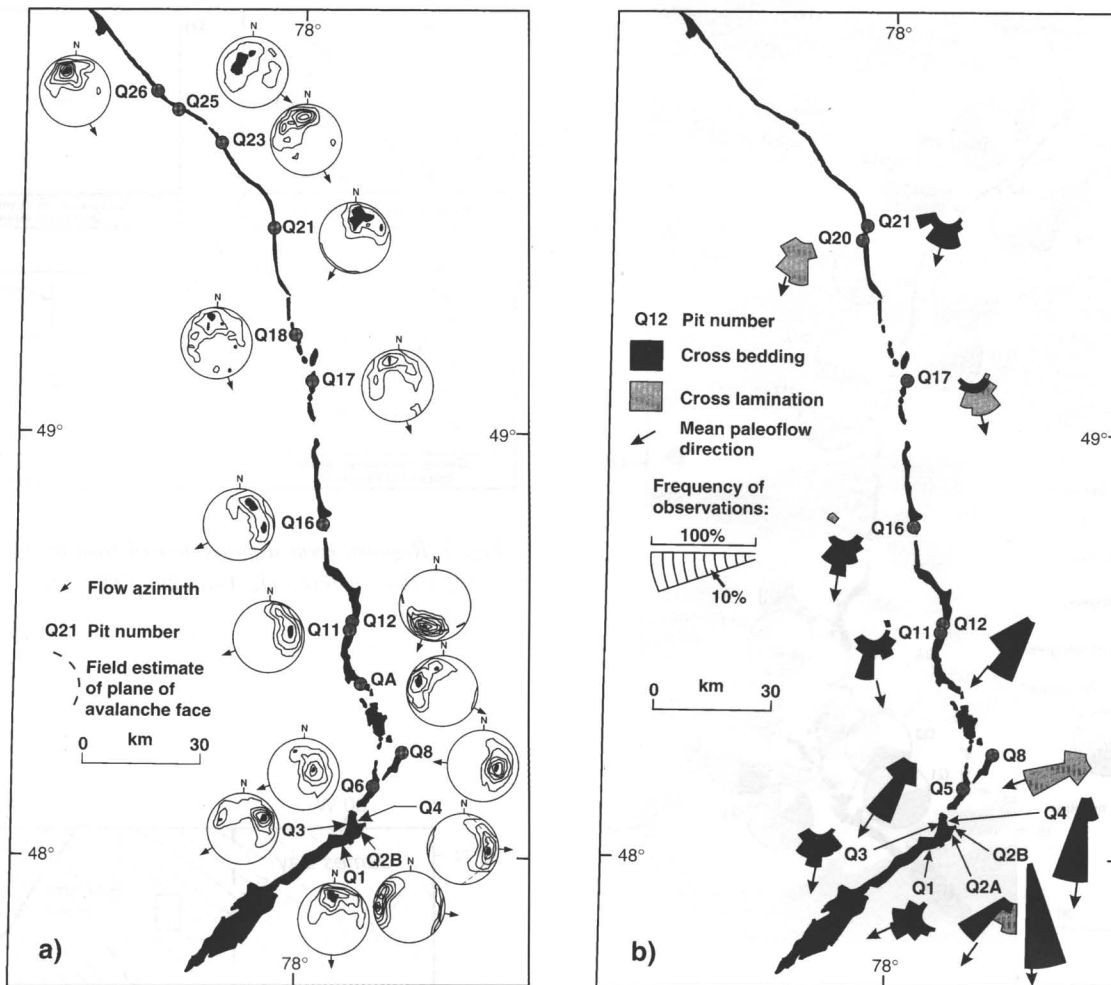 78°
N
N
Q26
Q25
N
Q23
N
Q21
N
Q18
N
Q17
49°
49°
N
Q16
Flow azimuth
N
N
Q12
Q11
Q21 Pit number
N
Field estimate
of plane of
avalanche face
QA
N
0 km 30
N
Q8
Q6
N
Q4
N
Q3
48°
Q2B
Q1
N
N
a)
78°
78°
Q21
Q20
Q12 Pit number
Cross bedding
Q17
Cross lamination
Mean paleoflow
direction
49°
Frequency of
observations:
100%
Q16
10%
Q12
Q11
0 km 30
Q8
Q5
Q4
Q3
48°
Q2B
Q1
Q2A
b)
78°